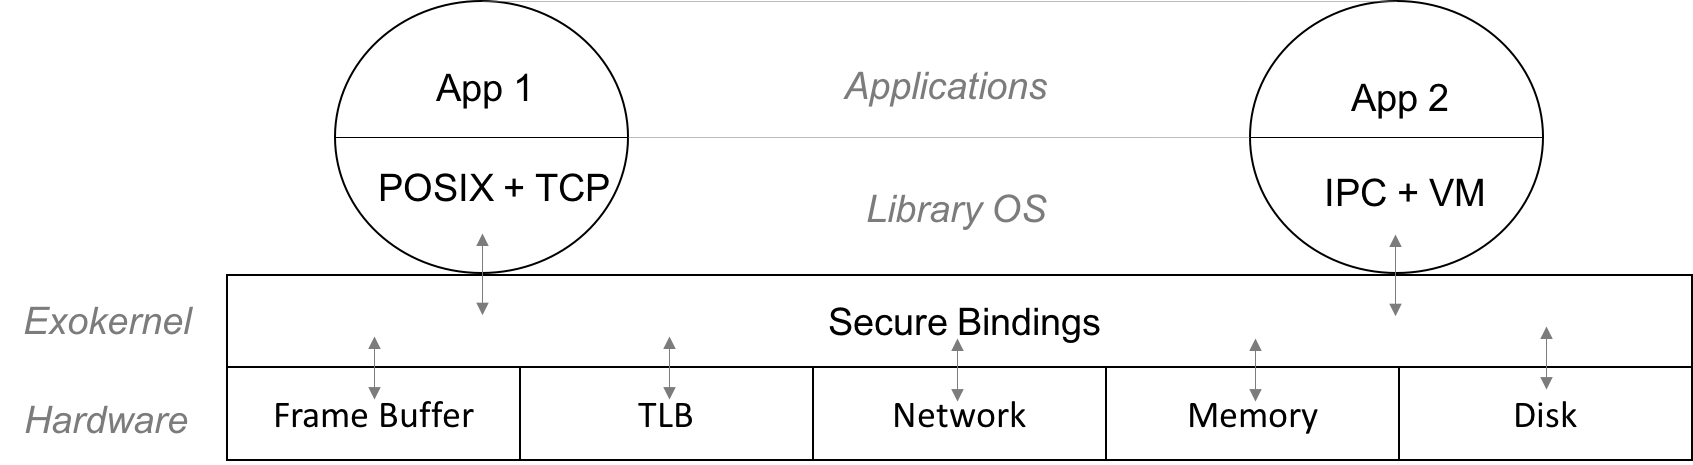 App 1
Applications
App 2
POSIX + TCP
Library OS
IPC + VM
Exokernel
Secure Bindings
Hardware
Frame Buffer
TLB
Network
Memory
Disk